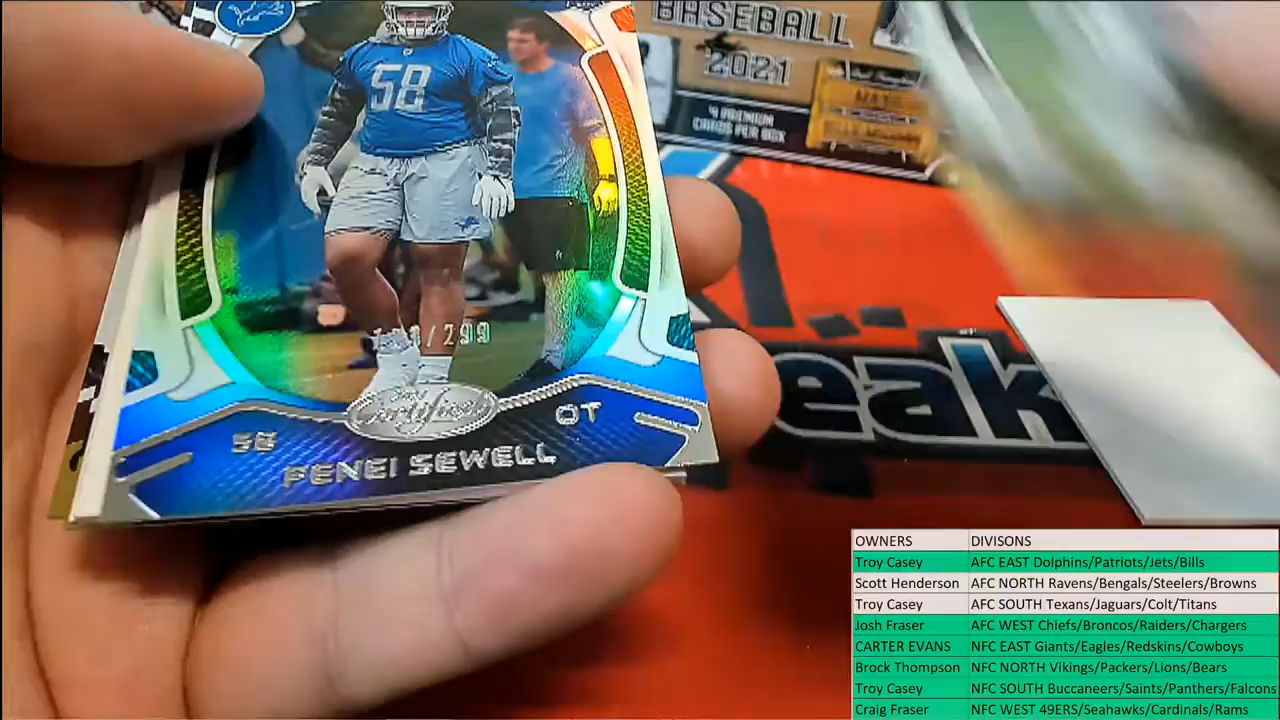 BASEBALL
2021
4 PREMIUM
CARDS PER BOX
58
/299
Certified
58
OT
PENEI SEWELL
eak
OWNERS DIVISONS
Troy Casey AFC EAST Dolphins/Patriots/Jets/Bills
Scott Henderson AFC NORTH Ravens/Bengals/Steelers/Browns
Troy Casey AFC SOUTH Texans/Jaguars/Colt/Titans
Josh Fraser AFC WEST Chiefs/Broncos/Raiders/Chargers
CARTER EVANS NFC EAST Giants/Eagles/Redskins/Cowboys
Brock Thompson NFC NORTH Vikings/Packers/Lions/Bears
Troy Casey NFC SOUTH Buccaneers/Saints/Panthers/Falcons
Craig Fraser NFC WEST 49ERS/Seahawks/Cardinals/Rams